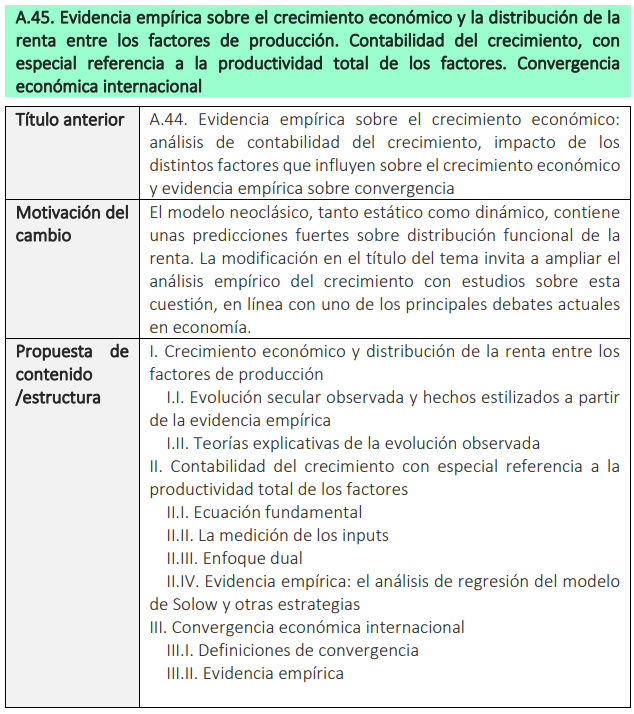 A.45. Evidencia empírica sobre el crecimiento económico y la distribución de la
renta entre los factores de producción. Contabilidad del crecimiento, con
especial referencia a la productividad total de los factores. Convergencia
económica internacional
Título anterior
A.44. Evidencia empírica sobre el crecimiento económico:
análisis de contabilidad del crecimiento, impacto de los
distintos factores que influyen sobre el crecimiento económico
y evidencia empírica sobre convergencia
Motivación del
cambio
El modelo neoclásico, tanto estático como dinámico, contiene
unas predicciones fuertes sobre distribución funcional de la
renta. La modificación en el título del tema invita a ampliar el
análisis empírico del crecimiento con estudios sobre esta
cuestión, en línea con uno de los principales debates actuales
en economía.
Propuesta de
contenido
/estructura
I. Crecimiento económico y distribución de la renta entre los
factores de producción
I.I. Evolución secular observada y hechos estilizados a partir
de la evidencia empírica
I.II. Teorías explicativas de la evolución observada
II. Contabilidad del crecimiento con especial referencia a la
productividad total de los factores
II.I. Ecuación fundamental
II.II. La medición de los inputs
II.III. Enfoque dual
II.IV. Evidencia empírica: el análisis de regresión del modelo
de Solow y otras estrategias
III. Convergencia económica internacional
III.I. Definiciones de convergencia
III.II. Evidencia empírica